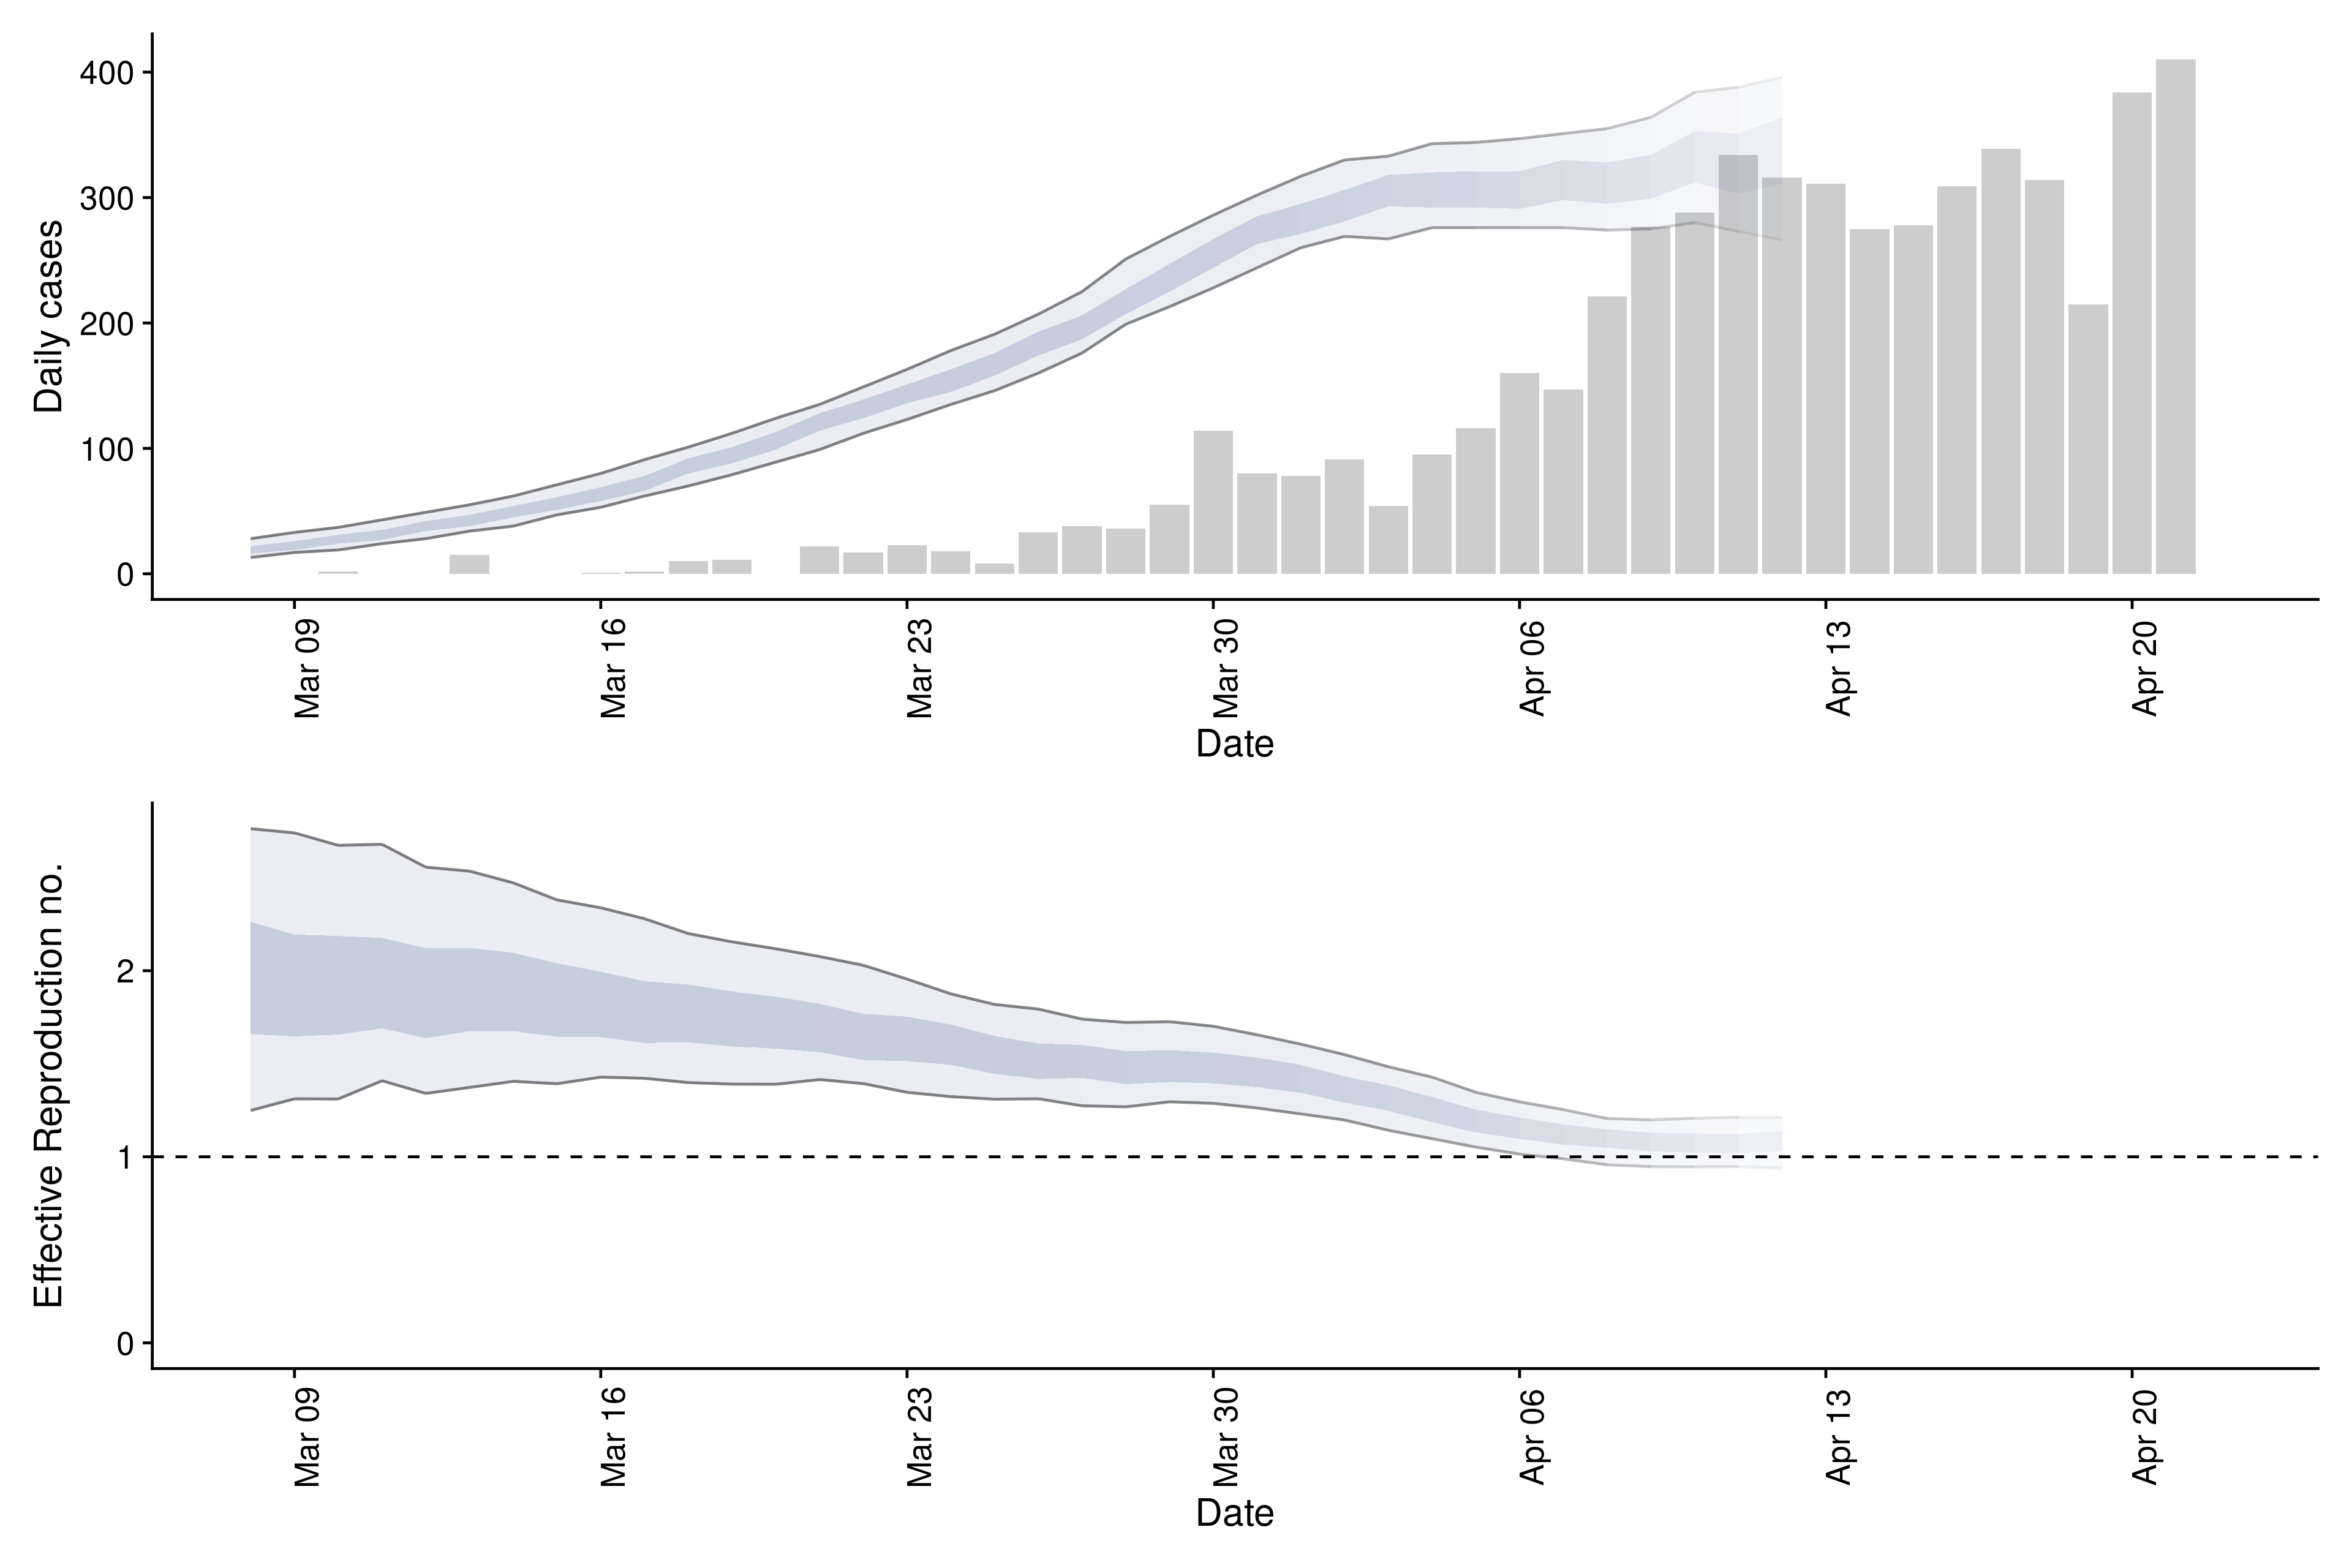 Daily cases
400
300
200
100
0
Mar 09
Mar 16
Mar 23
Mar 30
Apr 06
Apr 13
Apr 20
Date
Effective Reproduction no.
2
1
0
Mar 09
Mar 16
Mar 23
Mar 30
Apr 06
Apr 13
Apr 20
Date